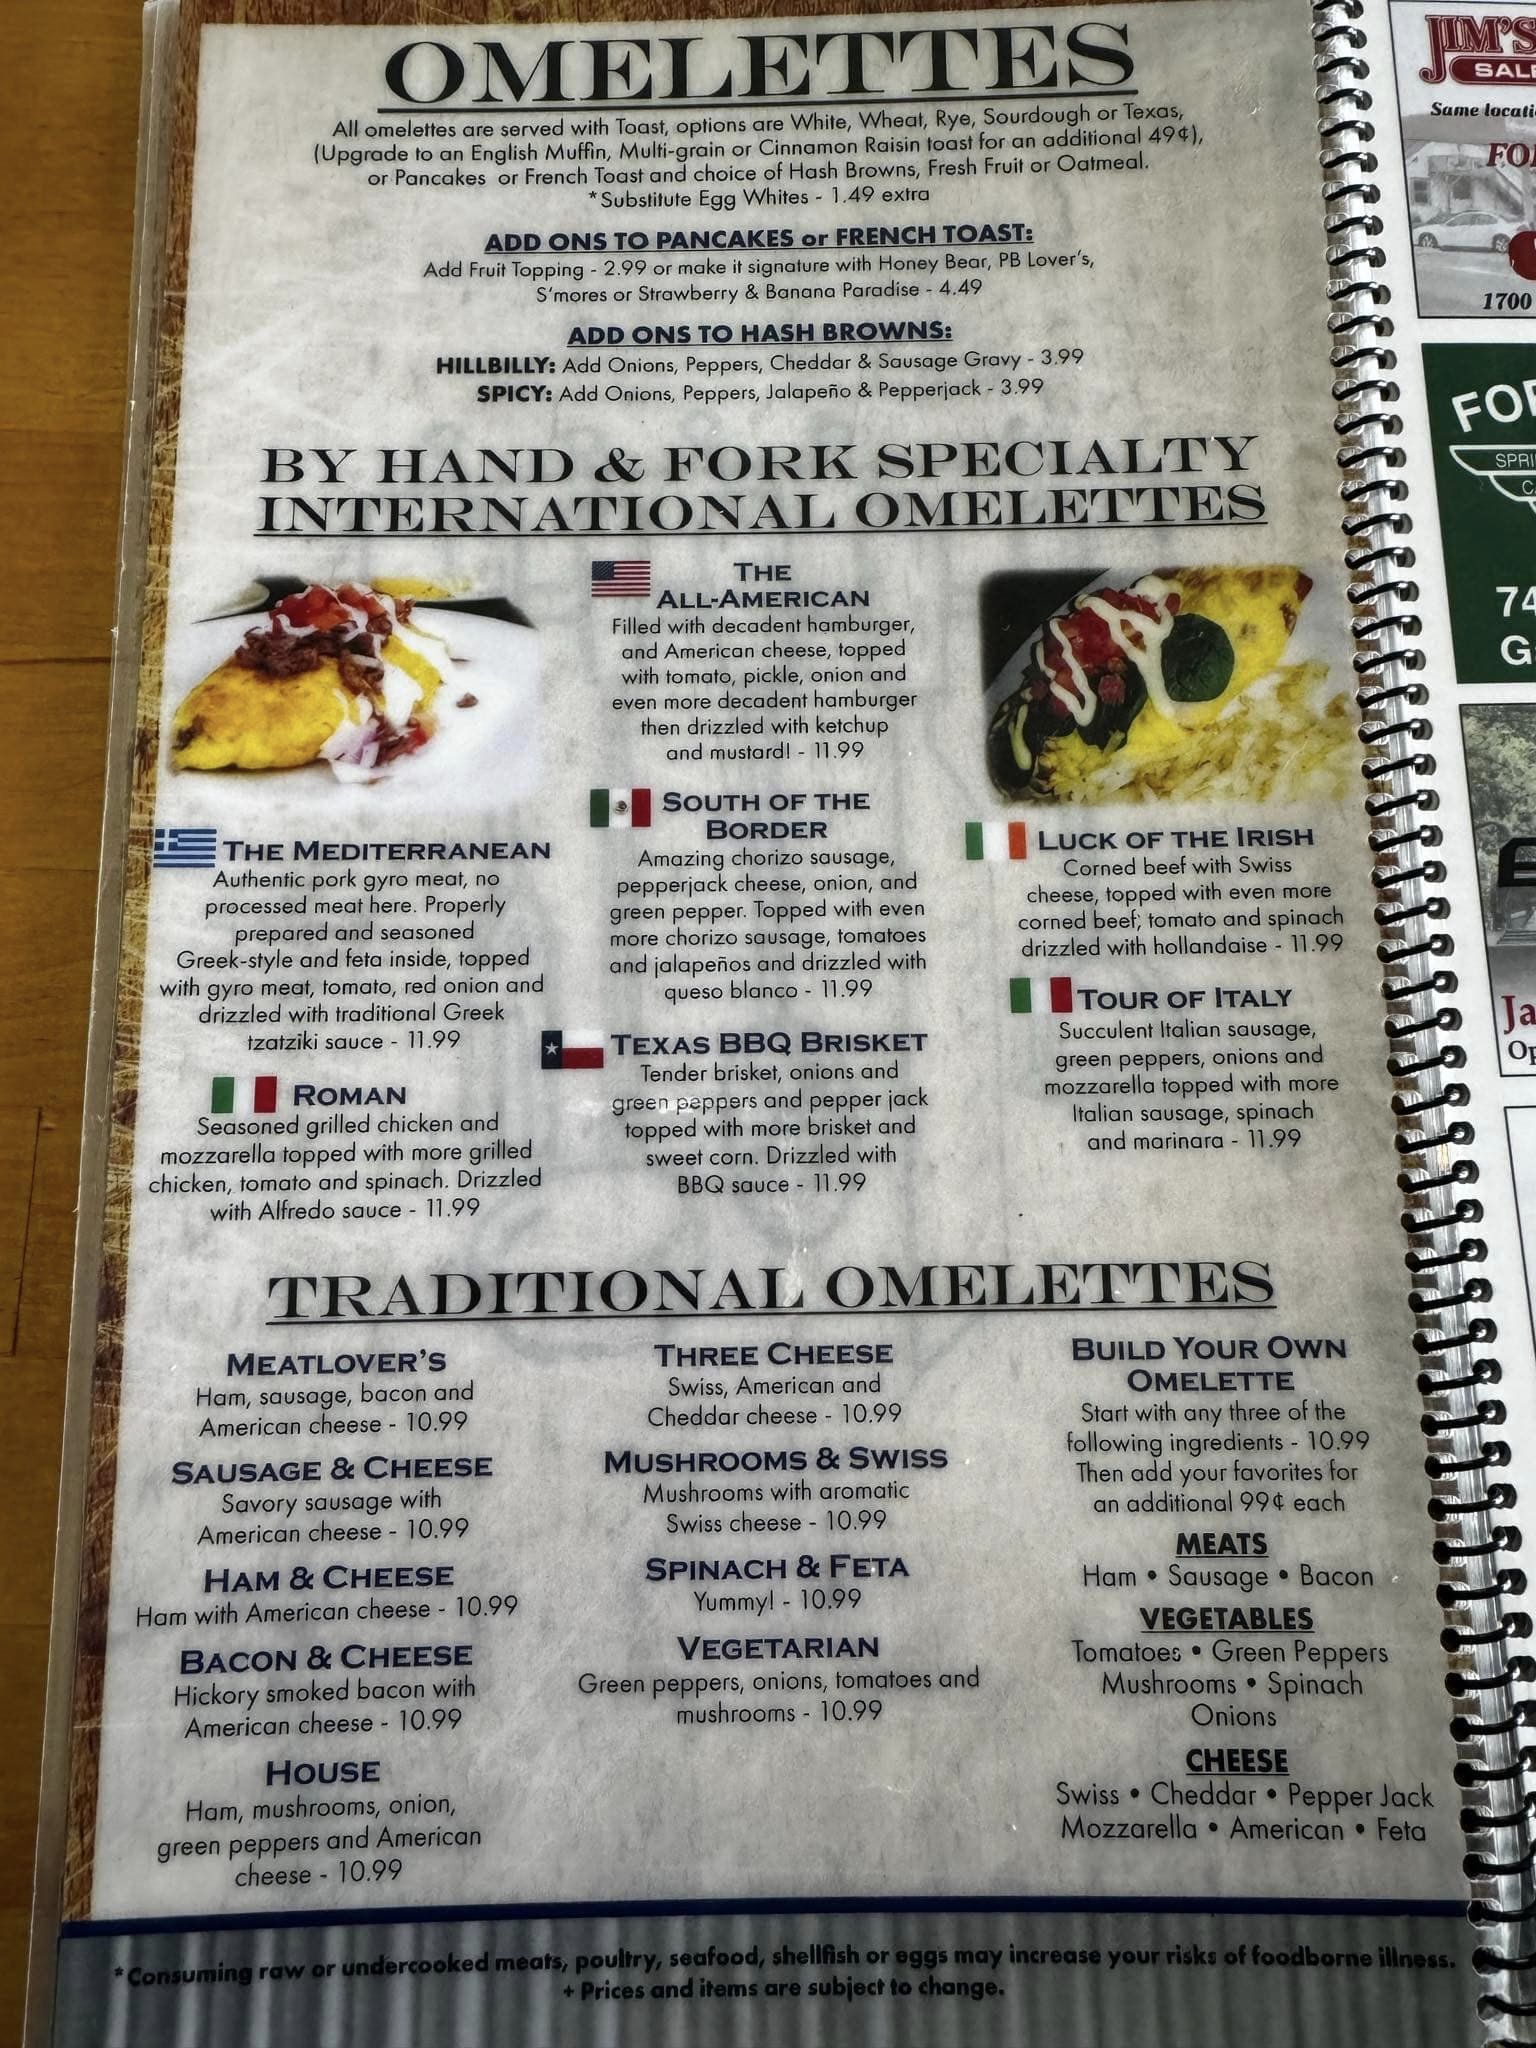 OMELETTES
All omelettes are served with Toast, options are White, Wheat, Rye, Sourdough or Texas,
(Upgrade to an English Muffin, Multi-grain or Cinnamon Raisin toast for an additional 49¢),
or Pancakes or French Toast and choice of Hash Browns, Fresh Fruit or Oatmeal.
*Substitute Egg Whites - 1.49 extra
ADD ONS TO PANCAKES or FRENCH TOAST:
Add Fruit Topping - 2.99 or make it signature with Honey Bear, PB Lover's,
S'mores or Strawberry & Banana Paradise - 4.49
ADD ONS TO HASH BROWNS:
HILLBILLY: Add Onions, Peppers, Cheddar & Sausage Gravy - 3.99
SPICY: Add Onions, Peppers, Jalapeño & Pepperjack - 3.99
BY HAND & FORK SPECIALTY
INTERNATIONAL OMELETTES
THE MEDITERRANEAN
Authentic pork gyro meat, no
processed meat here. Properly
prepared and seasoned
Greek-style and feta inside, topped
with gyro meat, tomato, red onion and
drizzled with traditional Greek
tzatziki sauce - 11.99
ROMAN
Seasoned grilled chicken and
mozzarella topped with more grilled
chicken, tomato and spinach. Drizzled
with Alfredo sauce - 11.99
THE
ALL-AMERICAN
Filled with decadent hamburger,
and American cheese, topped
with tomato, pickle, onion and
even more decadent hamburger
then drizzled with ketchup
and mustard! - 11.99
SOUTH OF THE
BORDER
Amazing chorizo sausage,
pepperjack cheese, onion, and
green pepper. Topped with even
more chorizo sausage, tomatoes
and jalapeños and drizzled with
queso blanco - 11.99
TEXAS BBQ BRISKET
Tender brisket, onions and
green peppers and pepper jack
topped with more brisket and
sweet corn. Drizzled with
BBQ sauce - 11.99
LUCK OF THE IRISH
Corned beef with Swiss
cheese, topped with even more
corned beef, tomato and spinach
drizzled with hollandaise - 11.99
TOUR OF ITALY
Succulent Italian sausage,
green peppers, onions and
mozzarella topped with more
Italian sausage, spinach
and marinara - 11.99
TRADITIONAL OMELETTES
MEATLOVER'S
Ham, sausage, bacon and
American cheese - 10.99
SAUSAGE & CHEESE
Savory sausage with
American cheese - 10.99
HAM & CHEESE
Ham with American cheese - 10.99
BACON & CHEESE
Hickory smoked bacon with
American cheese - 10.99
HOUSE
Ham, mushrooms, onion,
green peppers and American
cheese - 10.99
THREE CHEESE
Swiss, American and
Cheddar cheese - 10.99
MUSHROOMS & SWISS
Mushrooms with aromatic
Swiss cheese - 10.99
SPINACH & FETA
Yummy! - 10.99
VEGETARIAN
Green peppers, onions, tomatoes and
mushrooms - 10.99
BUILD YOUR OWN
OMELETTE
Start with any three of the
following ingredients - 10.99
Then add your favorites for
an additional 99¢ each
MEATS
Ham • Sausage • Bacon
VEGETABLES
Tomatoes • Green Peppers
Mushrooms • Spinach
Onions
CHEESE
Swiss • Cheddar • Pepper Jack
Mozzarella • American • Feta
*Consuming raw or undercooked meats, poultry, seafood, shellfish or eggs may increase your risks of foodborne illness.
+ Prices and items are subject to change.
JIM'S
SALE
Same locati
FO
1700
FO
SPRI
C
74
G
Ja
Op